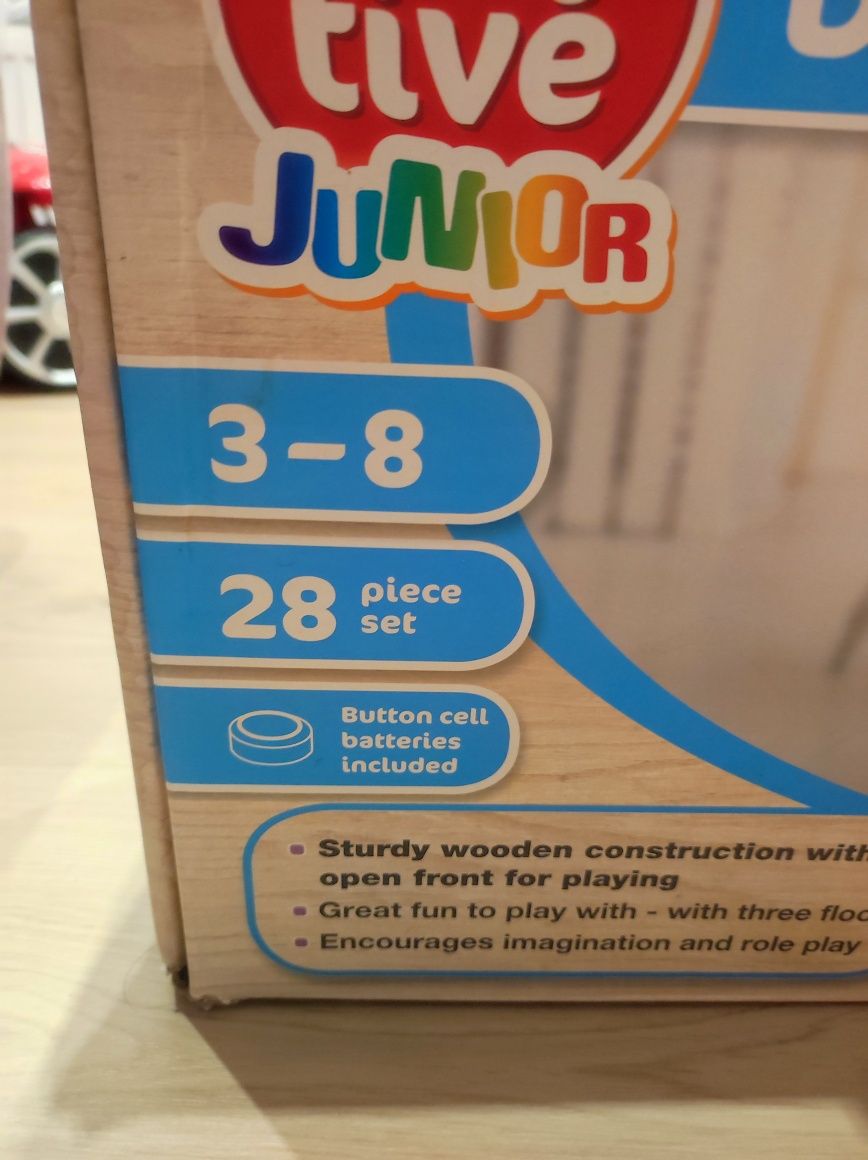 tive
JUNIOR
3 – 8
28 piece
set
Button cell
batteries
included
Sturdy wooden construction with
open front for playing
Great fun to play with - with three
Encourages imagination and role play